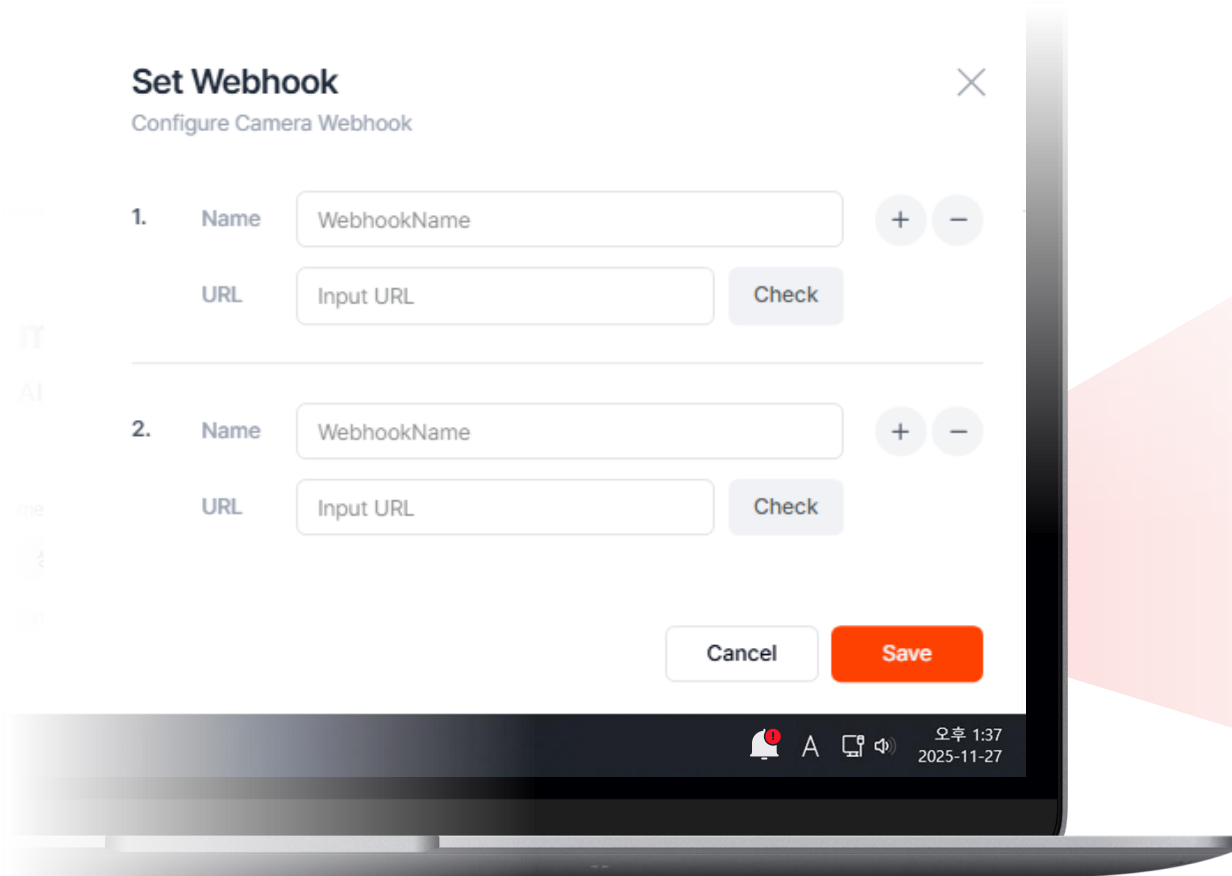 Set Webhook
Configure Camera Webhook
1. Name WebhookName + −
URL Input URL Check
2. Name WebhookName + −
URL Input URL Check
Cancel Save
A
오후 1:37
2025-11-27